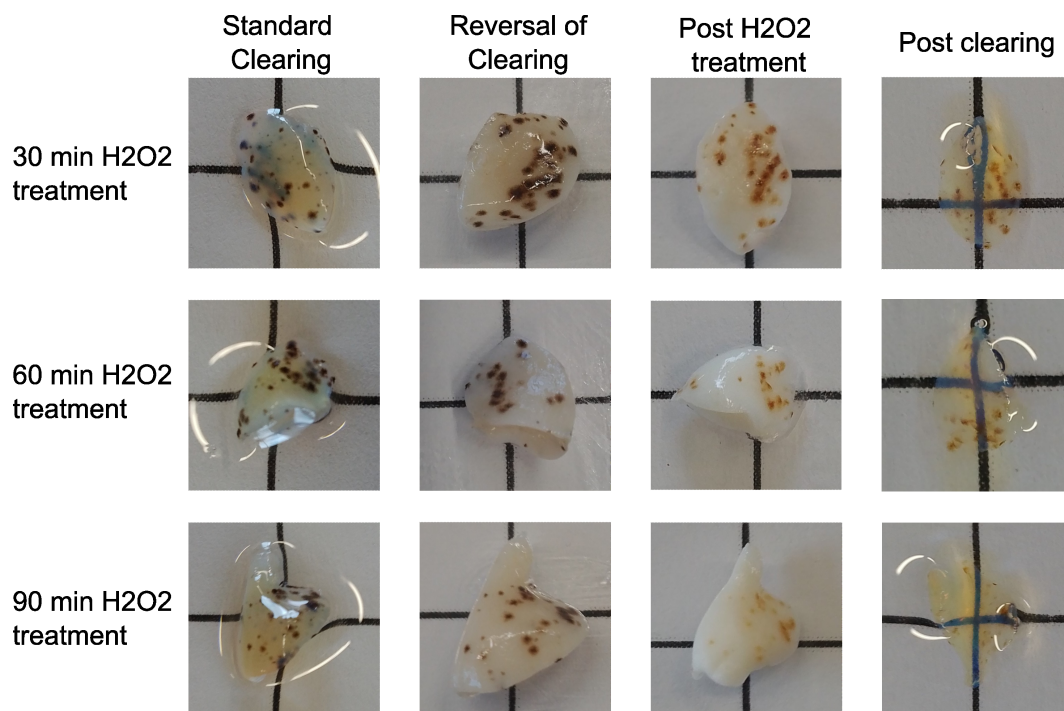 Standard
Clearing
Reversal of
Clearing
Post H2O2
treatment
Post clearing
30 min H2O2
treatment
60 min H2O2
treatment
90 min H2O2
treatment